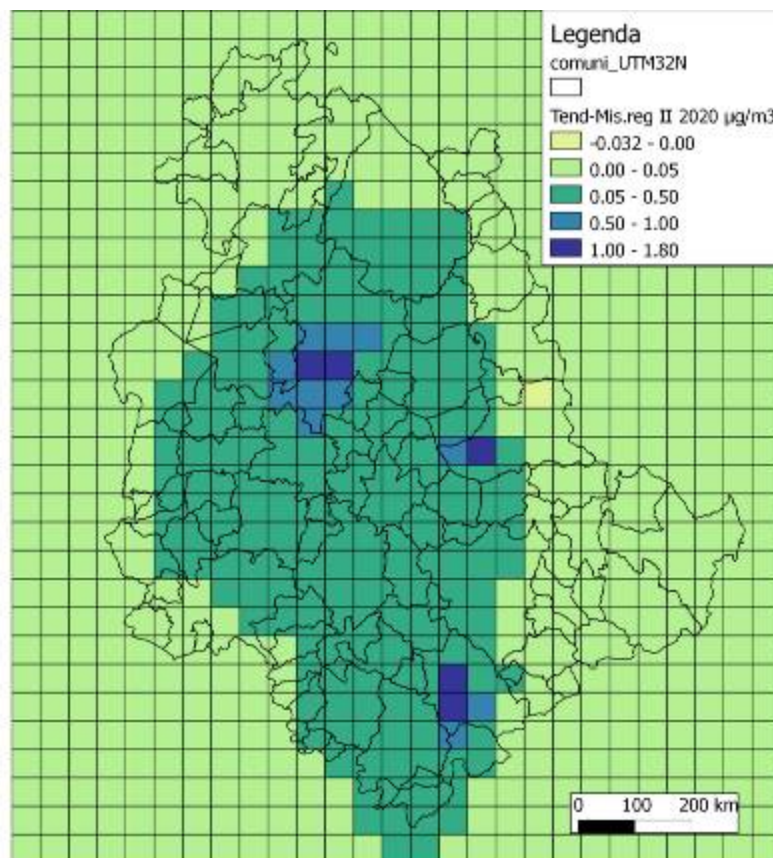 Legenda
comuni_UTM32N
Tend-Mis.reg II 2020 µg/m3
-0.032 - 0.00
0.00 - 0.05
0.05 - 0.50
0.50 - 1.00
1.00 - 1.80
0 100 200 km